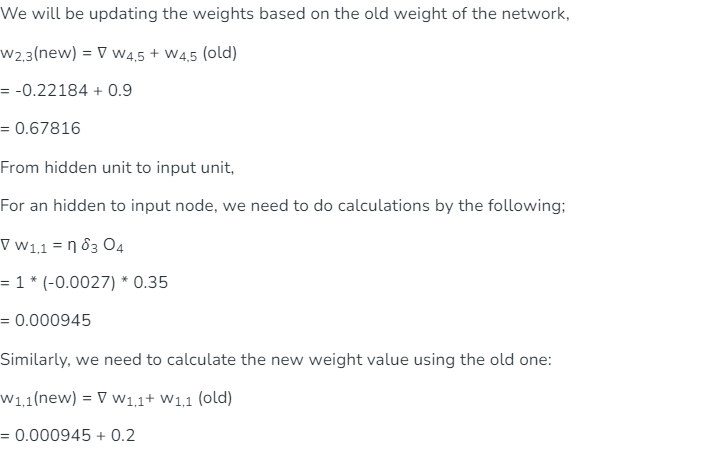 We will be updating the weights based on the old weight of the network,
w₂,₃(new) = ∇ w₄,₅ + w₄,₅ (old)
= -0.22184 + 0.9
= 0.67816
From hidden unit to input unit,
For an hidden to input node, we need to do calculations by the following;
∇ w₁,₁ = η δ₃ O₄
= 1 * (-0.0027) * 0.35
= 0.000945
Similarly, we need to calculate the new weight value using the old one:
w₁,₁(new) = ∇ w₁,₁+ w₁,₁ (old)
= 0.000945 + 0.2